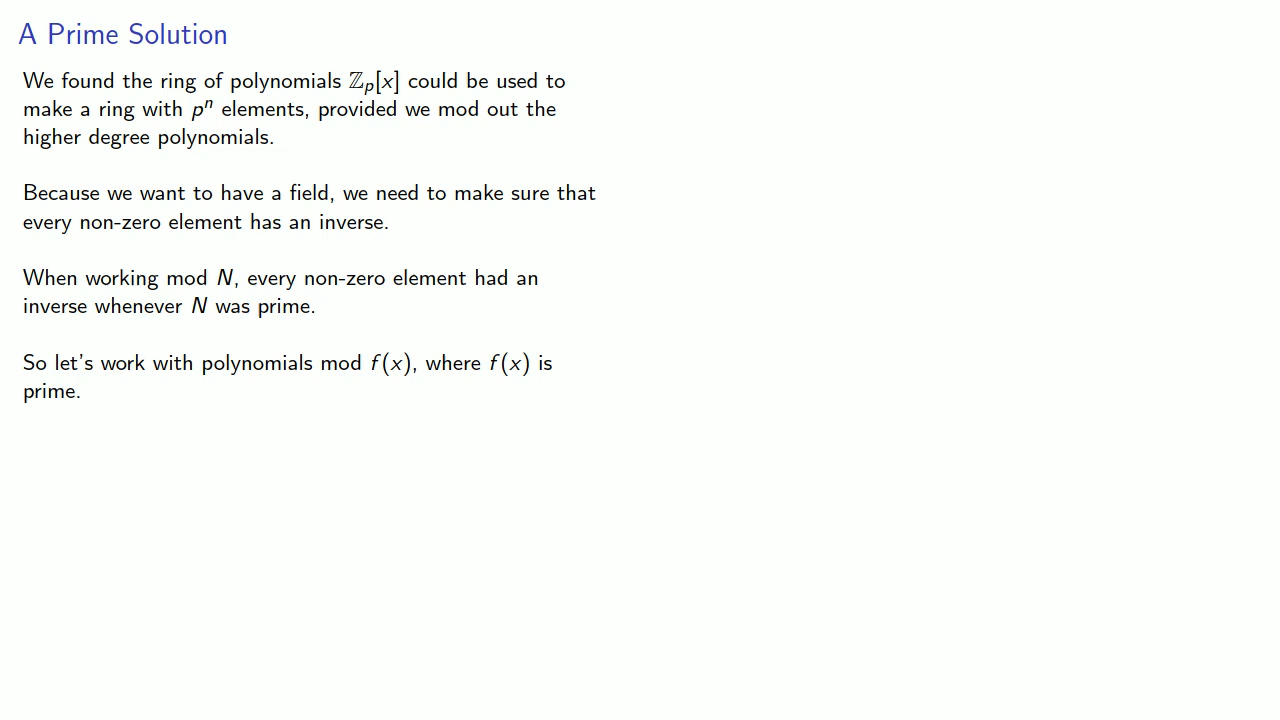 A Prime Solution
We found the ring of polynomials ℤₚ[x] could be used to
make a ring with pⁿ elements, provided we mod out the
higher degree polynomials.
Because we want to have a field, we need to make sure that
every non-zero element has an inverse.
When working mod N, every non-zero element had an
inverse whenever N was prime.
So let's work with polynomials mod f(x), where f(x) is
prime.